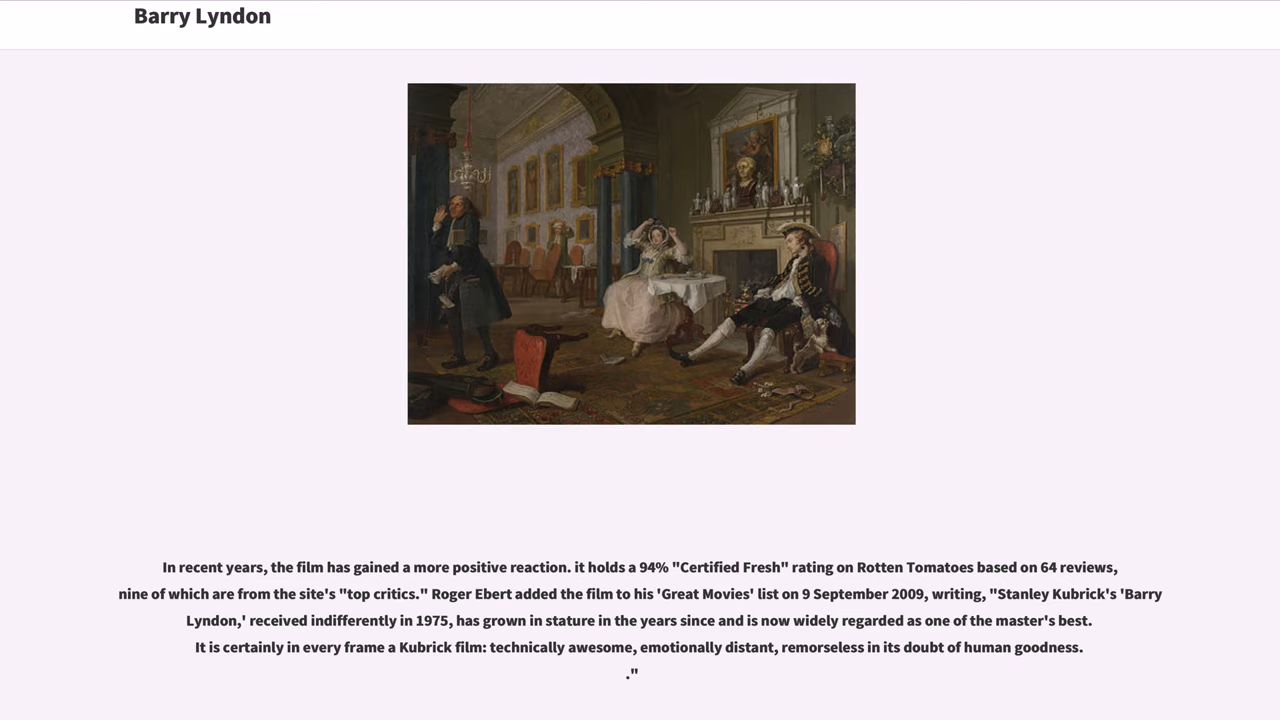 Barry Lyndon
In recent years, the film has gained a more positive reaction. it holds a 94% "Certified Fresh" rating on Rotten Tomatoes based on 64 reviews,
nine of which are from the site's "top critics." Roger Ebert added the film to his 'Great Movies' list on 9 September 2009, writing, "Stanley Kubrick's 'Barry
Lyndon,' received indifferently in 1975, has grown in stature in the years since and is now widely regarded as one of the master's best.
It is certainly in every frame a Kubrick film: technically awesome, emotionally distant, remorseless in its doubt of human goodness.
."